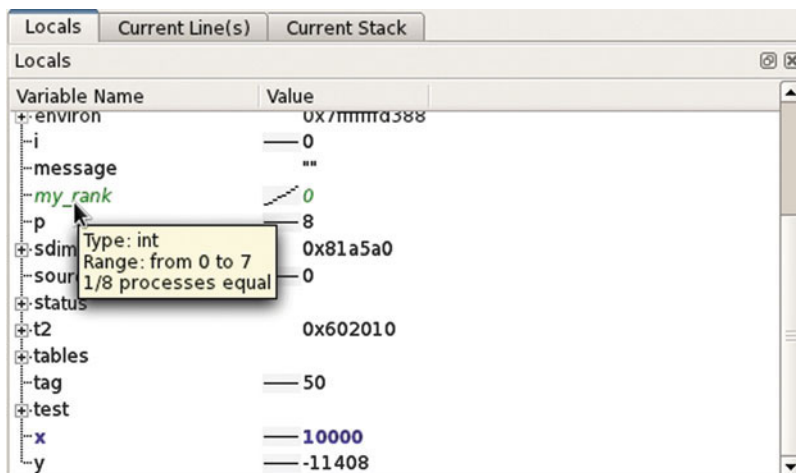 Locals Current Line(s) Current Stack
Locals
Variable Name Value
environ
i 0
message ""
my_rank 0
p 8
Type: int
Range: from 0 to 7
1/8 processes equal
sdim 0x81a5a0
sour 0
status
t2 0x602010
tables
tag 50
test
x 10000
y -11408